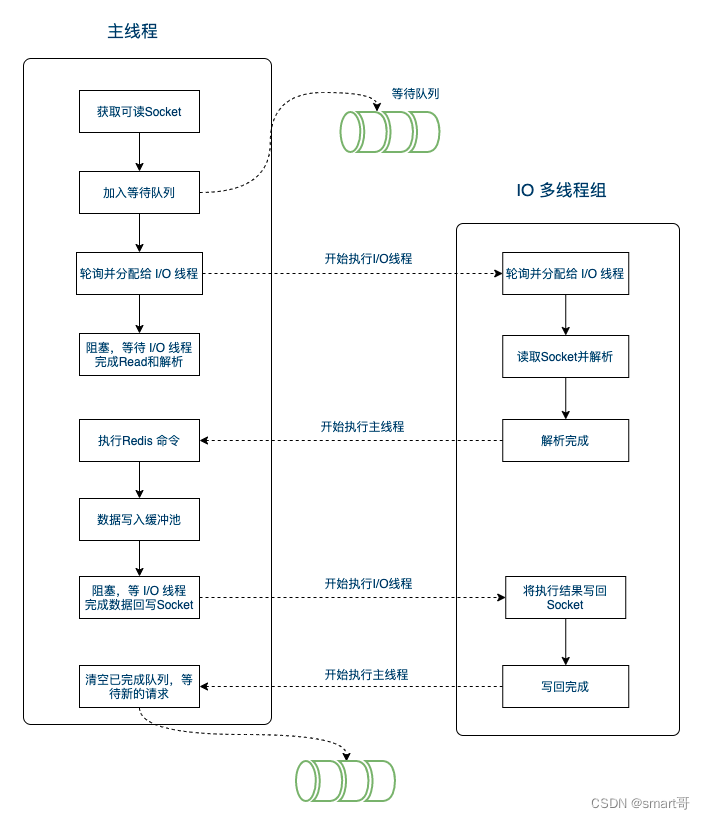 主线程
获取可读Socket
等待队列
加入等待队列
IO 多线程组
轮询并分配给 I/O 线程
开始执行I/O线程
轮询并分配给 I/O 线程
阻塞，等待 I/O 线程
完成Read和解析
读取Socket并解析
执行Redis 命令
开始执行主线程
解析完成
数据写入缓冲池
阻塞，等 I/O 线程
完成数据回写Socket
开始执行I/O线程
将执行结果写回
Socket
清空已完成队列，等
待新的请求
开始执行主线程
写回完成
CSDN @smart哥